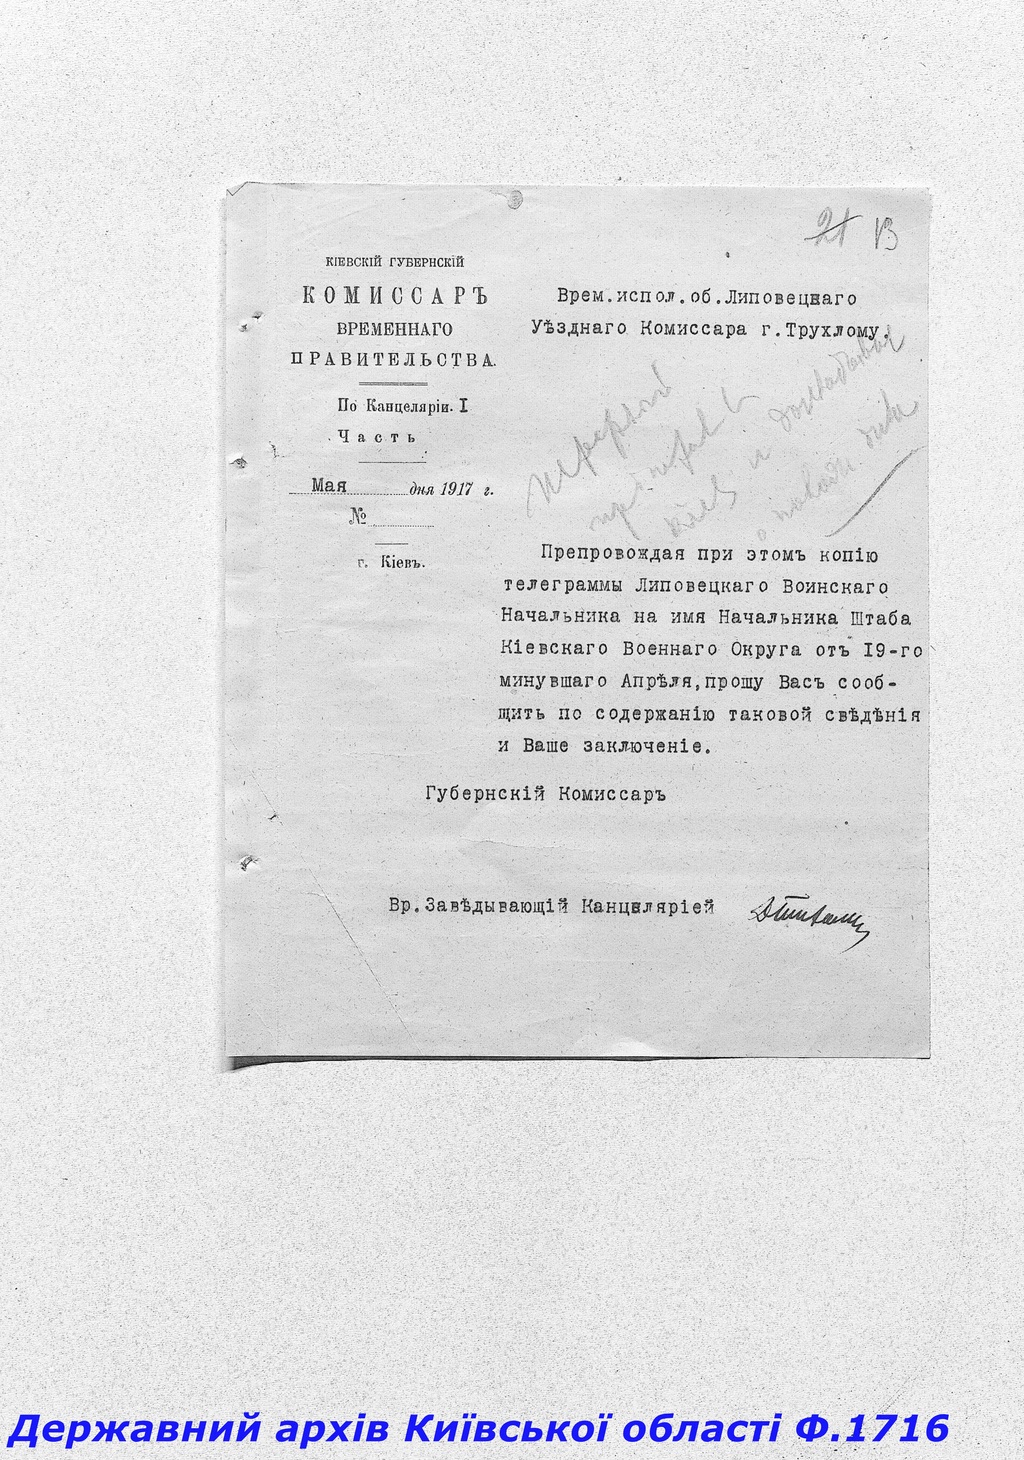 21 13
КІЕВСКІЙ ГУБЕРНСКІЙ
КОМИССАРЪ
ВРЕМЕННАГО
ПРАВИТЕЛЬСТВА.
По Канцеляріи. I
Часть
Мая дня 1917 г.
№
г. Кіевъ.
Врем.испол.об.Липовецкаго
Уѣзднаго Комиссара г.Трухлому.
Препровождая при этомъ копію
телеграммы Липовецкаго Воинскаго
Начальника на имя Начальника Штаба
Кіевскаго Военнаго Округа отъ 19-го
минувшаго Апрѣля,прошу Васъ сооб-
щить по содержанію таковой свѣдѣнія
и Ваше заключеніе.
Губернскій Комиссаръ
Вр.Завѣдывающій Канцеляріей
Державний архів Київської області Ф.1716